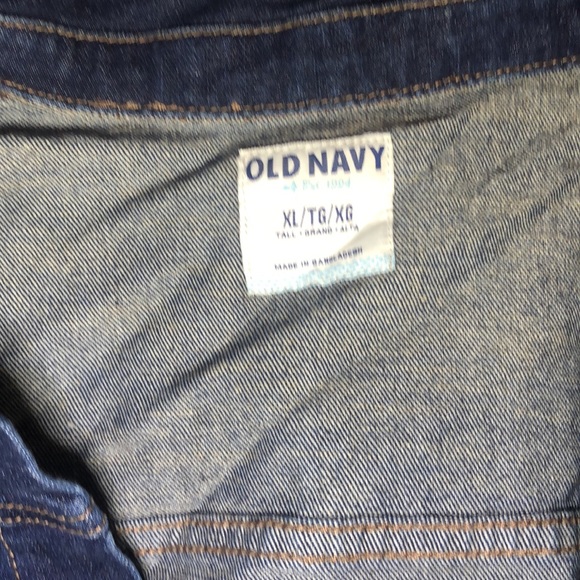 OLD NAVY
Est. 1994
XL/TG/XG
TALL • GRAND • ALTA
MADE IN BANGLADESH